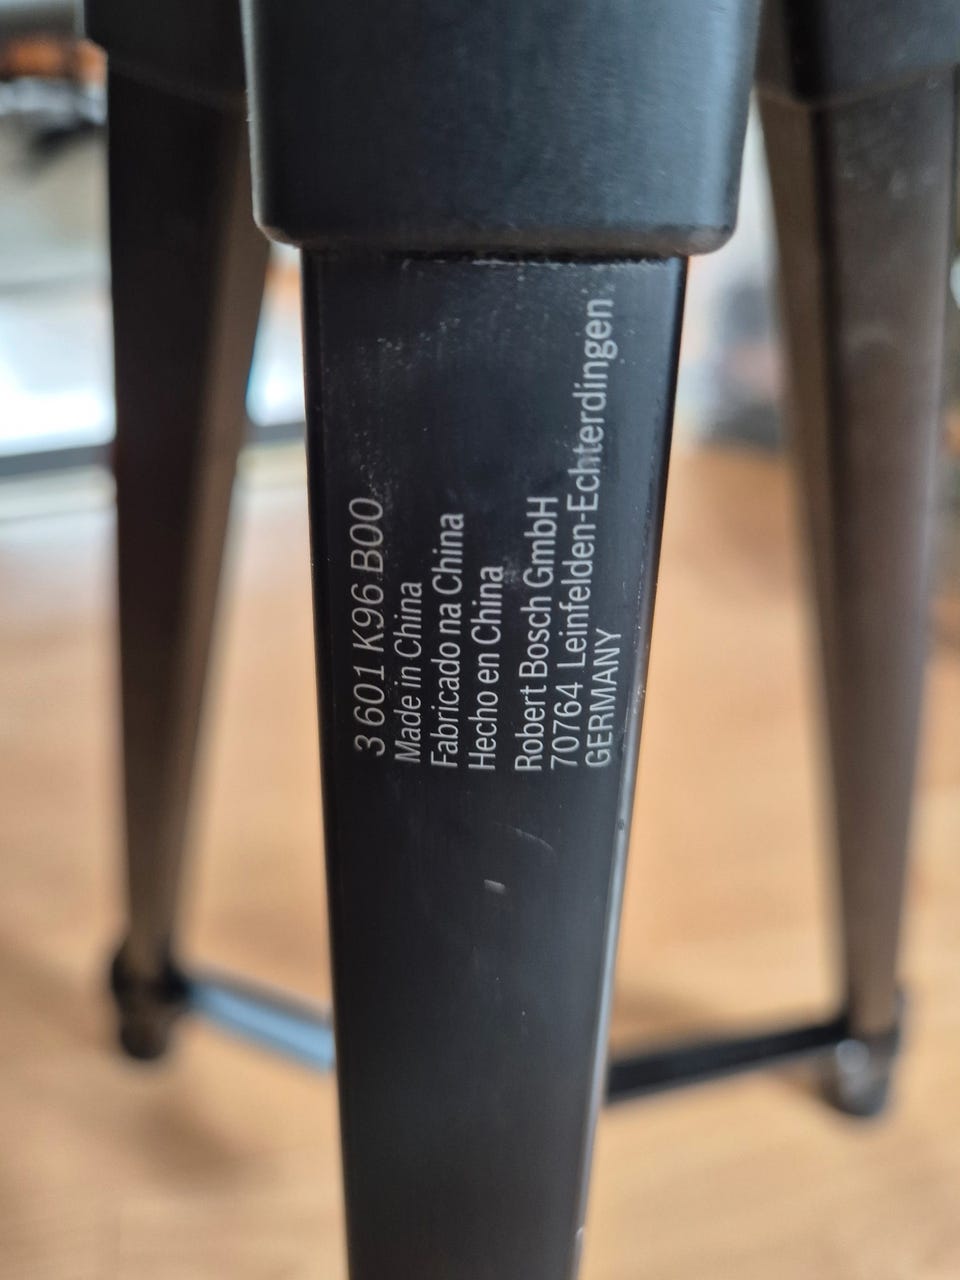 3 601 K96 B00
Made in China
Fabricado na China
Hecho en China
Robert Bosch GmbH
70764 Leinfelden-Echterdingen
GERMANY